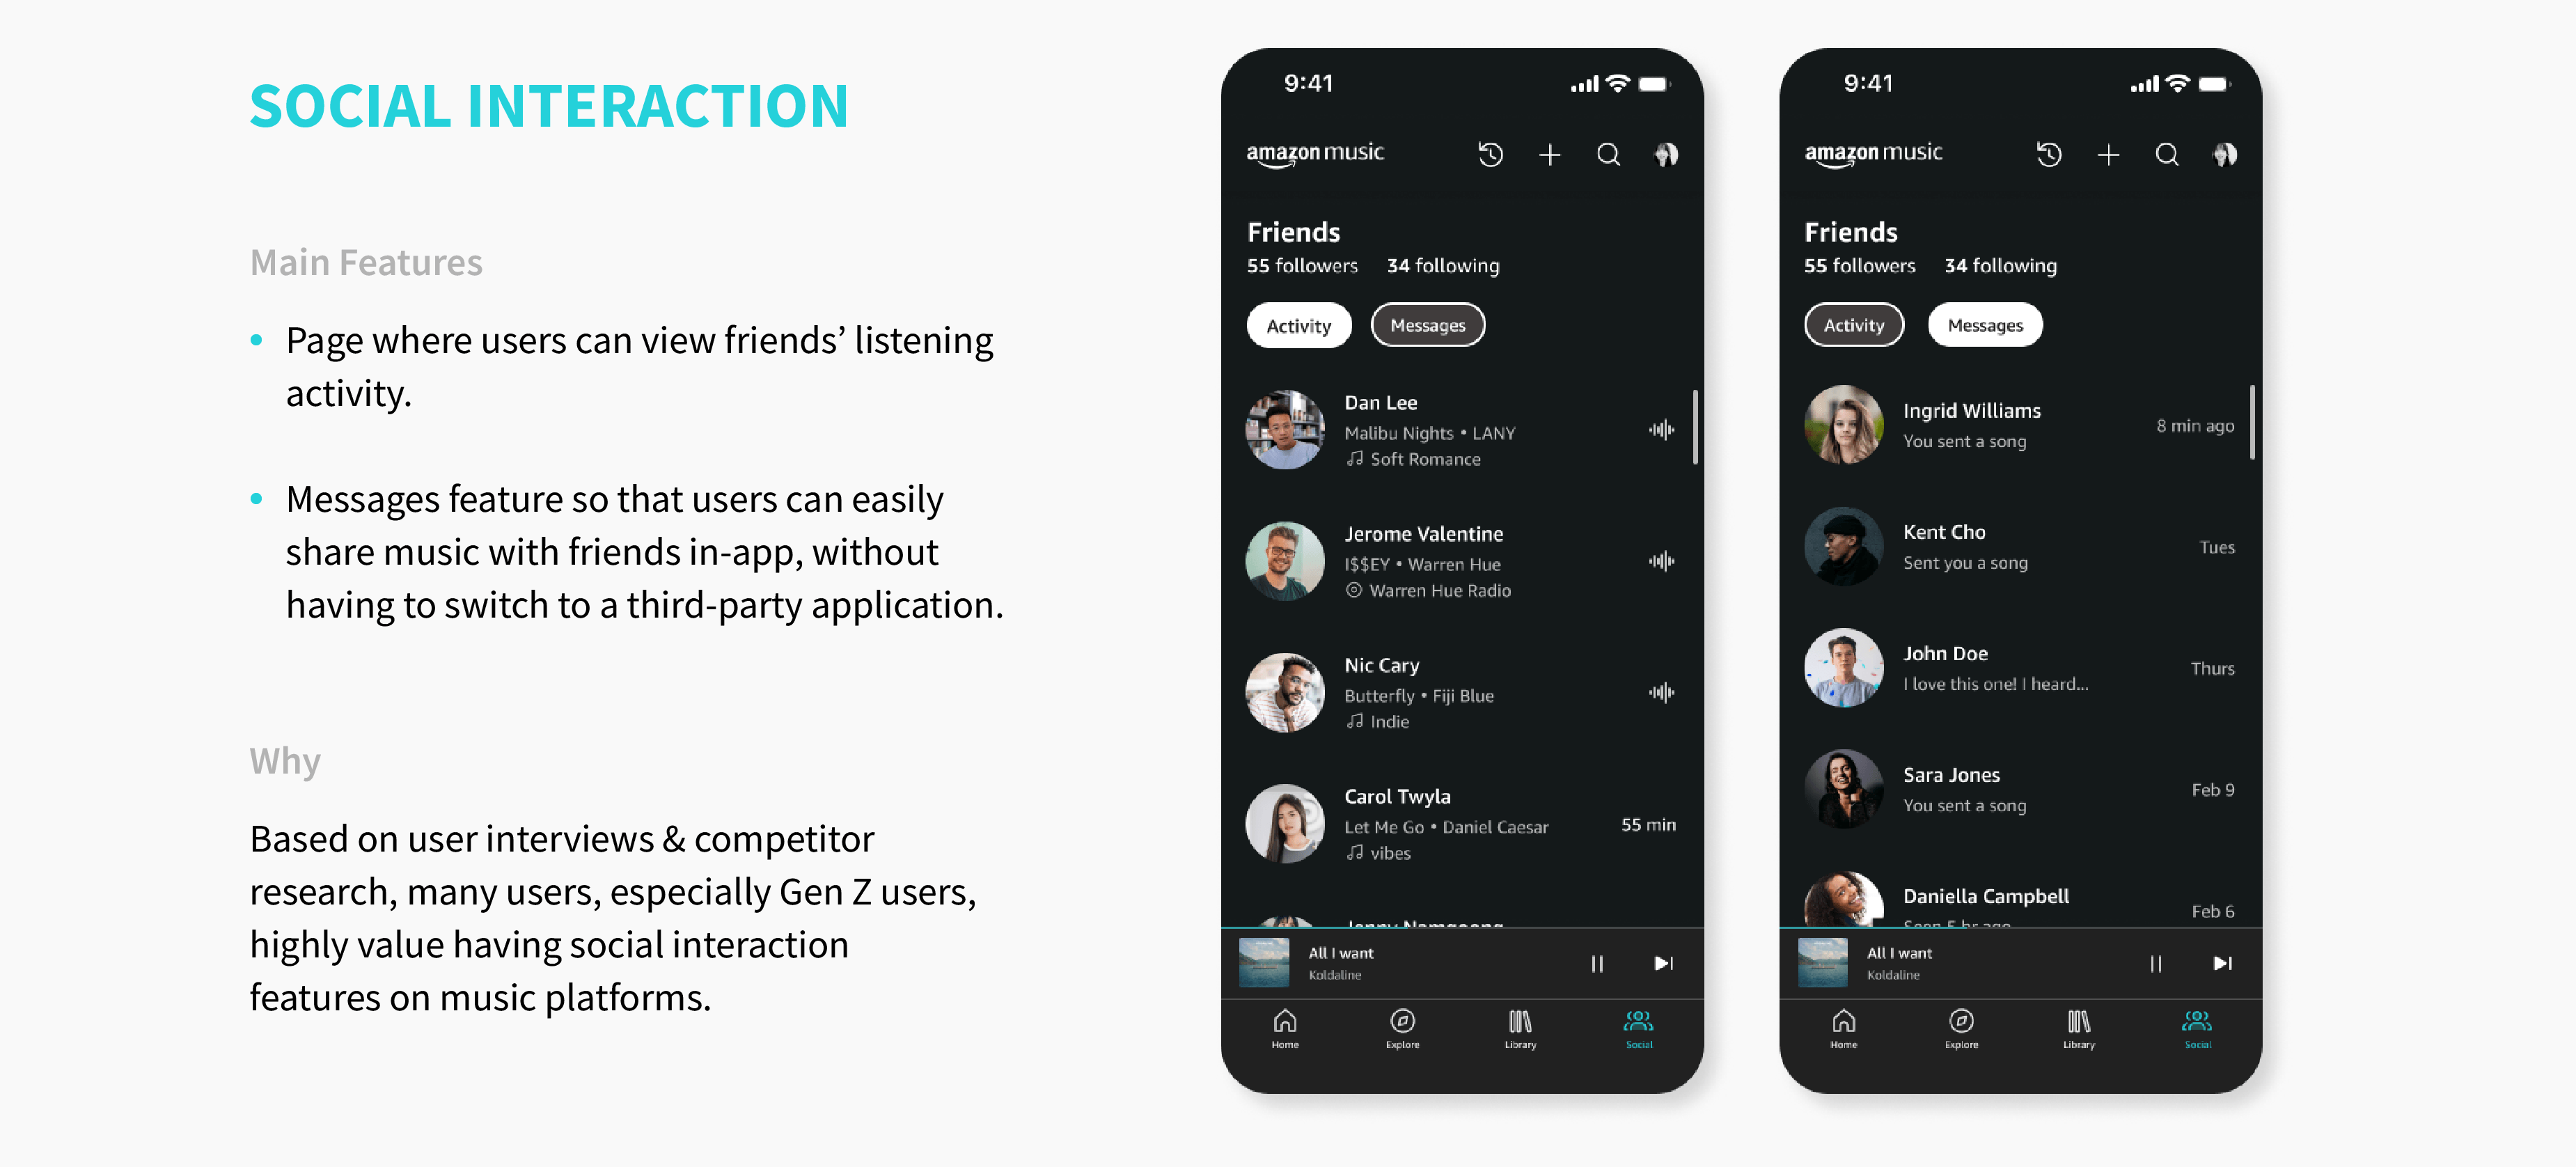 SOCIAL INTERACTION
Main Features
• Page where users can view friends’ listening
activity.
• Messages feature so that users can easily
share music with friends in-app, without
having to switch to a third-party application.
Why
Based on user interviews & competitor
research, many users, especially Gen Z users,
highly value having social interaction
features on music platforms.
9:41
amazon music
Friends
55 followers 34 following
Activity Messages
Dan Lee
Malibu Nights • LANY
Soft Romance
Jerome Valentine
I$$EY • Warren Hue
Warren Hue Radio
Nic Cary
Butterfly • Fiji Blue
Indie
Carol Twyla
Let Me Go • Daniel Caesar 55 min
vibes
Jenny Namgoong
All I want
Koldaline
Home Explore Library Social
9:41
amazon music
Friends
55 followers 34 following
Activity Messages
Ingrid Williams
You sent a song 8 min ago
Kent Cho
Sent you a song Tues
John Doe
I love this one! I heard... Thurs
Sara Jones
You sent a song Feb 9
Daniella Campbell
Seen 5 hr ago Feb 6
All I want
Koldaline
Home Explore Library Social